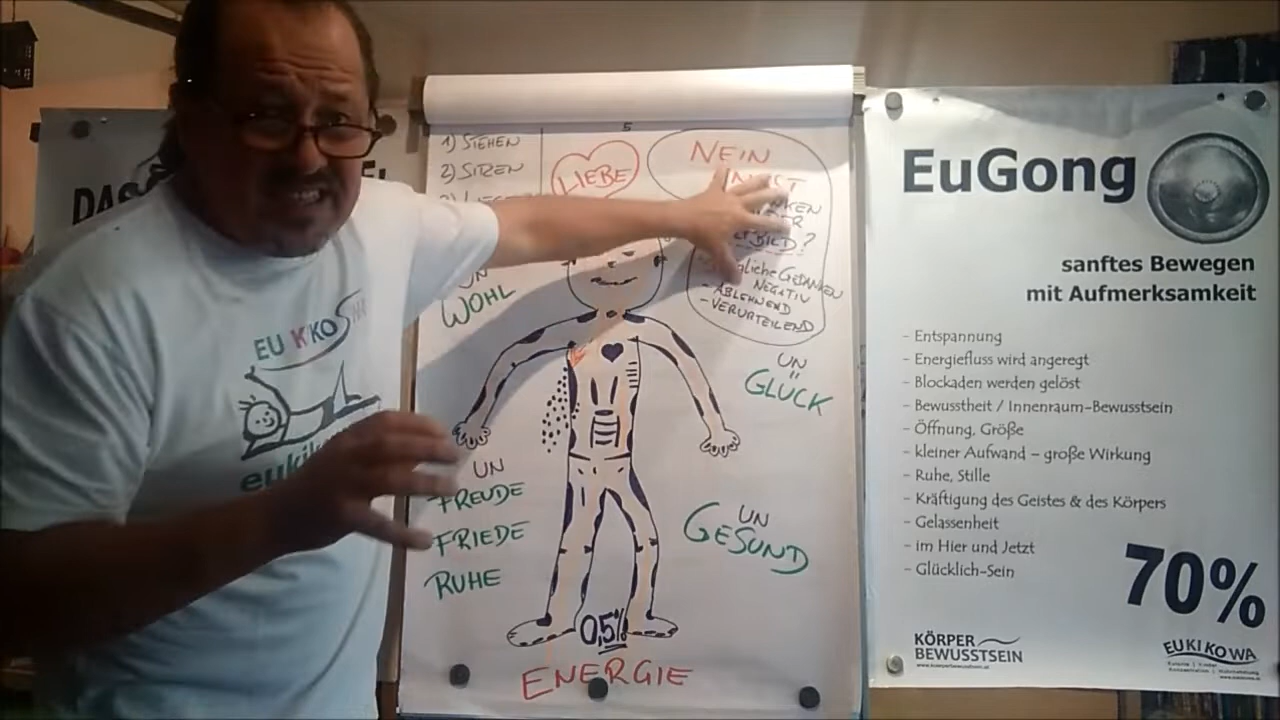 DAS
1) STEHEN
2) SITZEN
5
LIEBE
NEIN
NEGATIV
- ABLEHNEND
- VERURTEILEND
UN
WOHL
UN
GLÜCK
UN
FREUDE
FRIEDE
RUHE
UN
GESUND
0,5%
ENERGIE
EU KiKO
EuGong
sanftes Bewegen
mit Aufmerksamkeit
- Entspannung
- Energiefluss wird angeregt
- Blockaden werden gelöst
- Bewusstheit / Innenraum-Bewusstsein
- Öffnung, Größe
- kleiner Aufwand – große Wirkung
- Ruhe, Stille
- Kräftigung des Geistes & des Körpers
- Gelassenheit
- im Hier und Jetzt
- Glücklich-Sein
70%
KÖRPER
BEWUSSTSEIN
EUKIKOWA